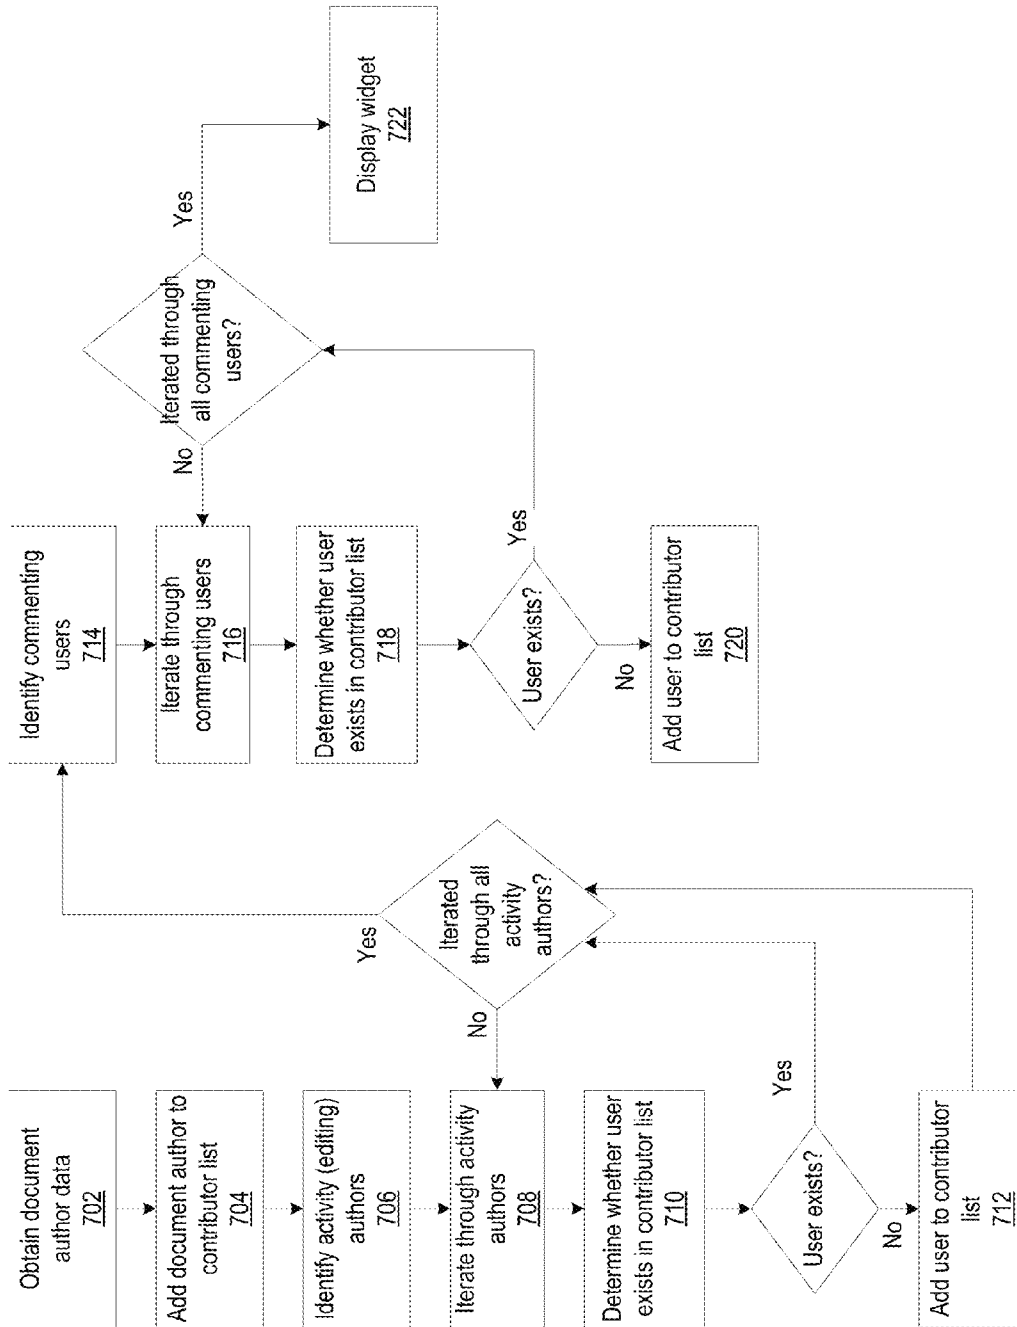 Obtain document
author data
702
Add document author to
contributor list
704
Identify activity (editing)
authors
706
Iterate through activity
authors
708
Determine whether user
exists in contributor list
710
User exists?
Yes
No
Add user to contributor
list
712
Iterated
through all
activity
authors?
No
Yes
Identify commenting
users
714
Iterate through
commenting users
716
Determine whether user
exists in contributor list
718
User exists?
Yes
No
Add user to contributor
list
720
Iterated through
all commenting
users?
No
Yes
Display widget
722